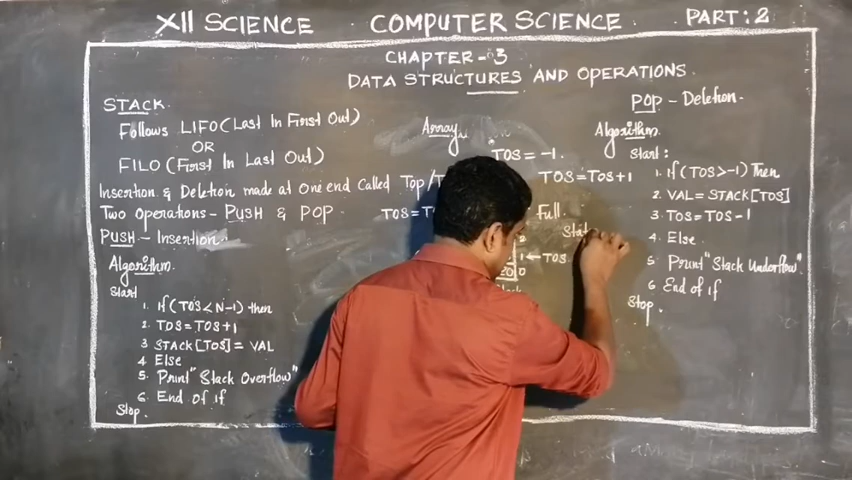 XII SCIENCE COMPUTER SCIENCE PART: 2
CHAPTER - 3
DATA STRUCTURES AND OPERATIONS
STACK
Follows LIFO (Last In First Out)
OR
FILO (First In Last Out)
Insertion & Deletion made at One end Called Top/
Two Operations - PUSH & POP
PUSH - Insertion
Algorithm
Start
1. If (TOS < N-1) then
2. TOS = TOS + 1
3 STACK [TOS] = VAL
4 Else
5. Print "Stack Overflow"
6. End of if
Stop.
Array
TOS = -1.
TOS = TOS + 1
Full.
2
1 ← TOS
20 0
POP - Deletion.
Algorithm.
Start:
1. If (TOS > -1) Then
2. VAL = STACK [TOS]
3. TOS = TOS - 1
4. Else.
5 Print "Stack Underflow"
6 End of if
Stop.